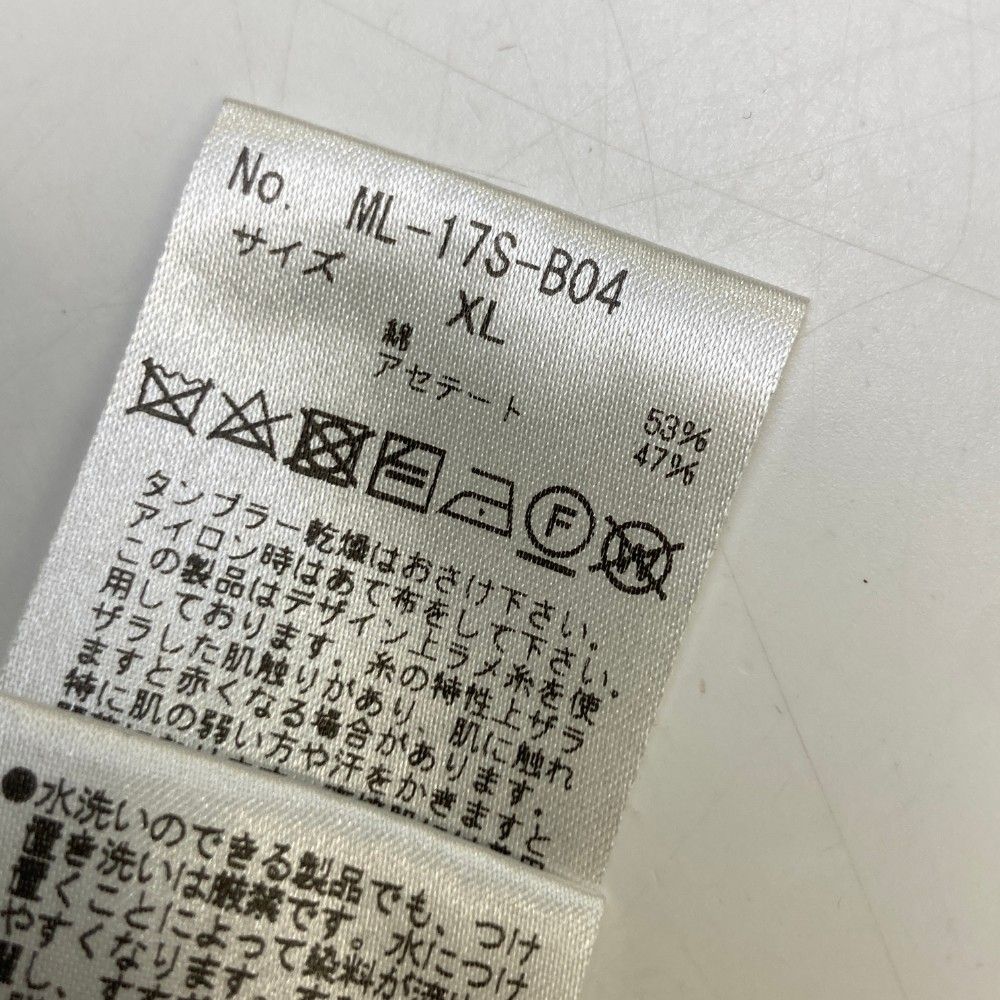 No. ML-17S-B04
サイズ XL
綿 53%
アセテート 47%
F
W
タンブラー乾燥はおさけ下さい。
アイロン時はあて布をして下さい。
この製品はデザイン上ラメ糸を使
用しております。糸の特性上ザラ
ザラした肌触りがあり、肌に触れ
ますと赤くなる場合があります。
特に肌の弱い方や汗をかきますと
●水洗いのできる製品でも、つけ
置き洗いは厳禁です。水につけ
置くことによって染料が
やすくなります。